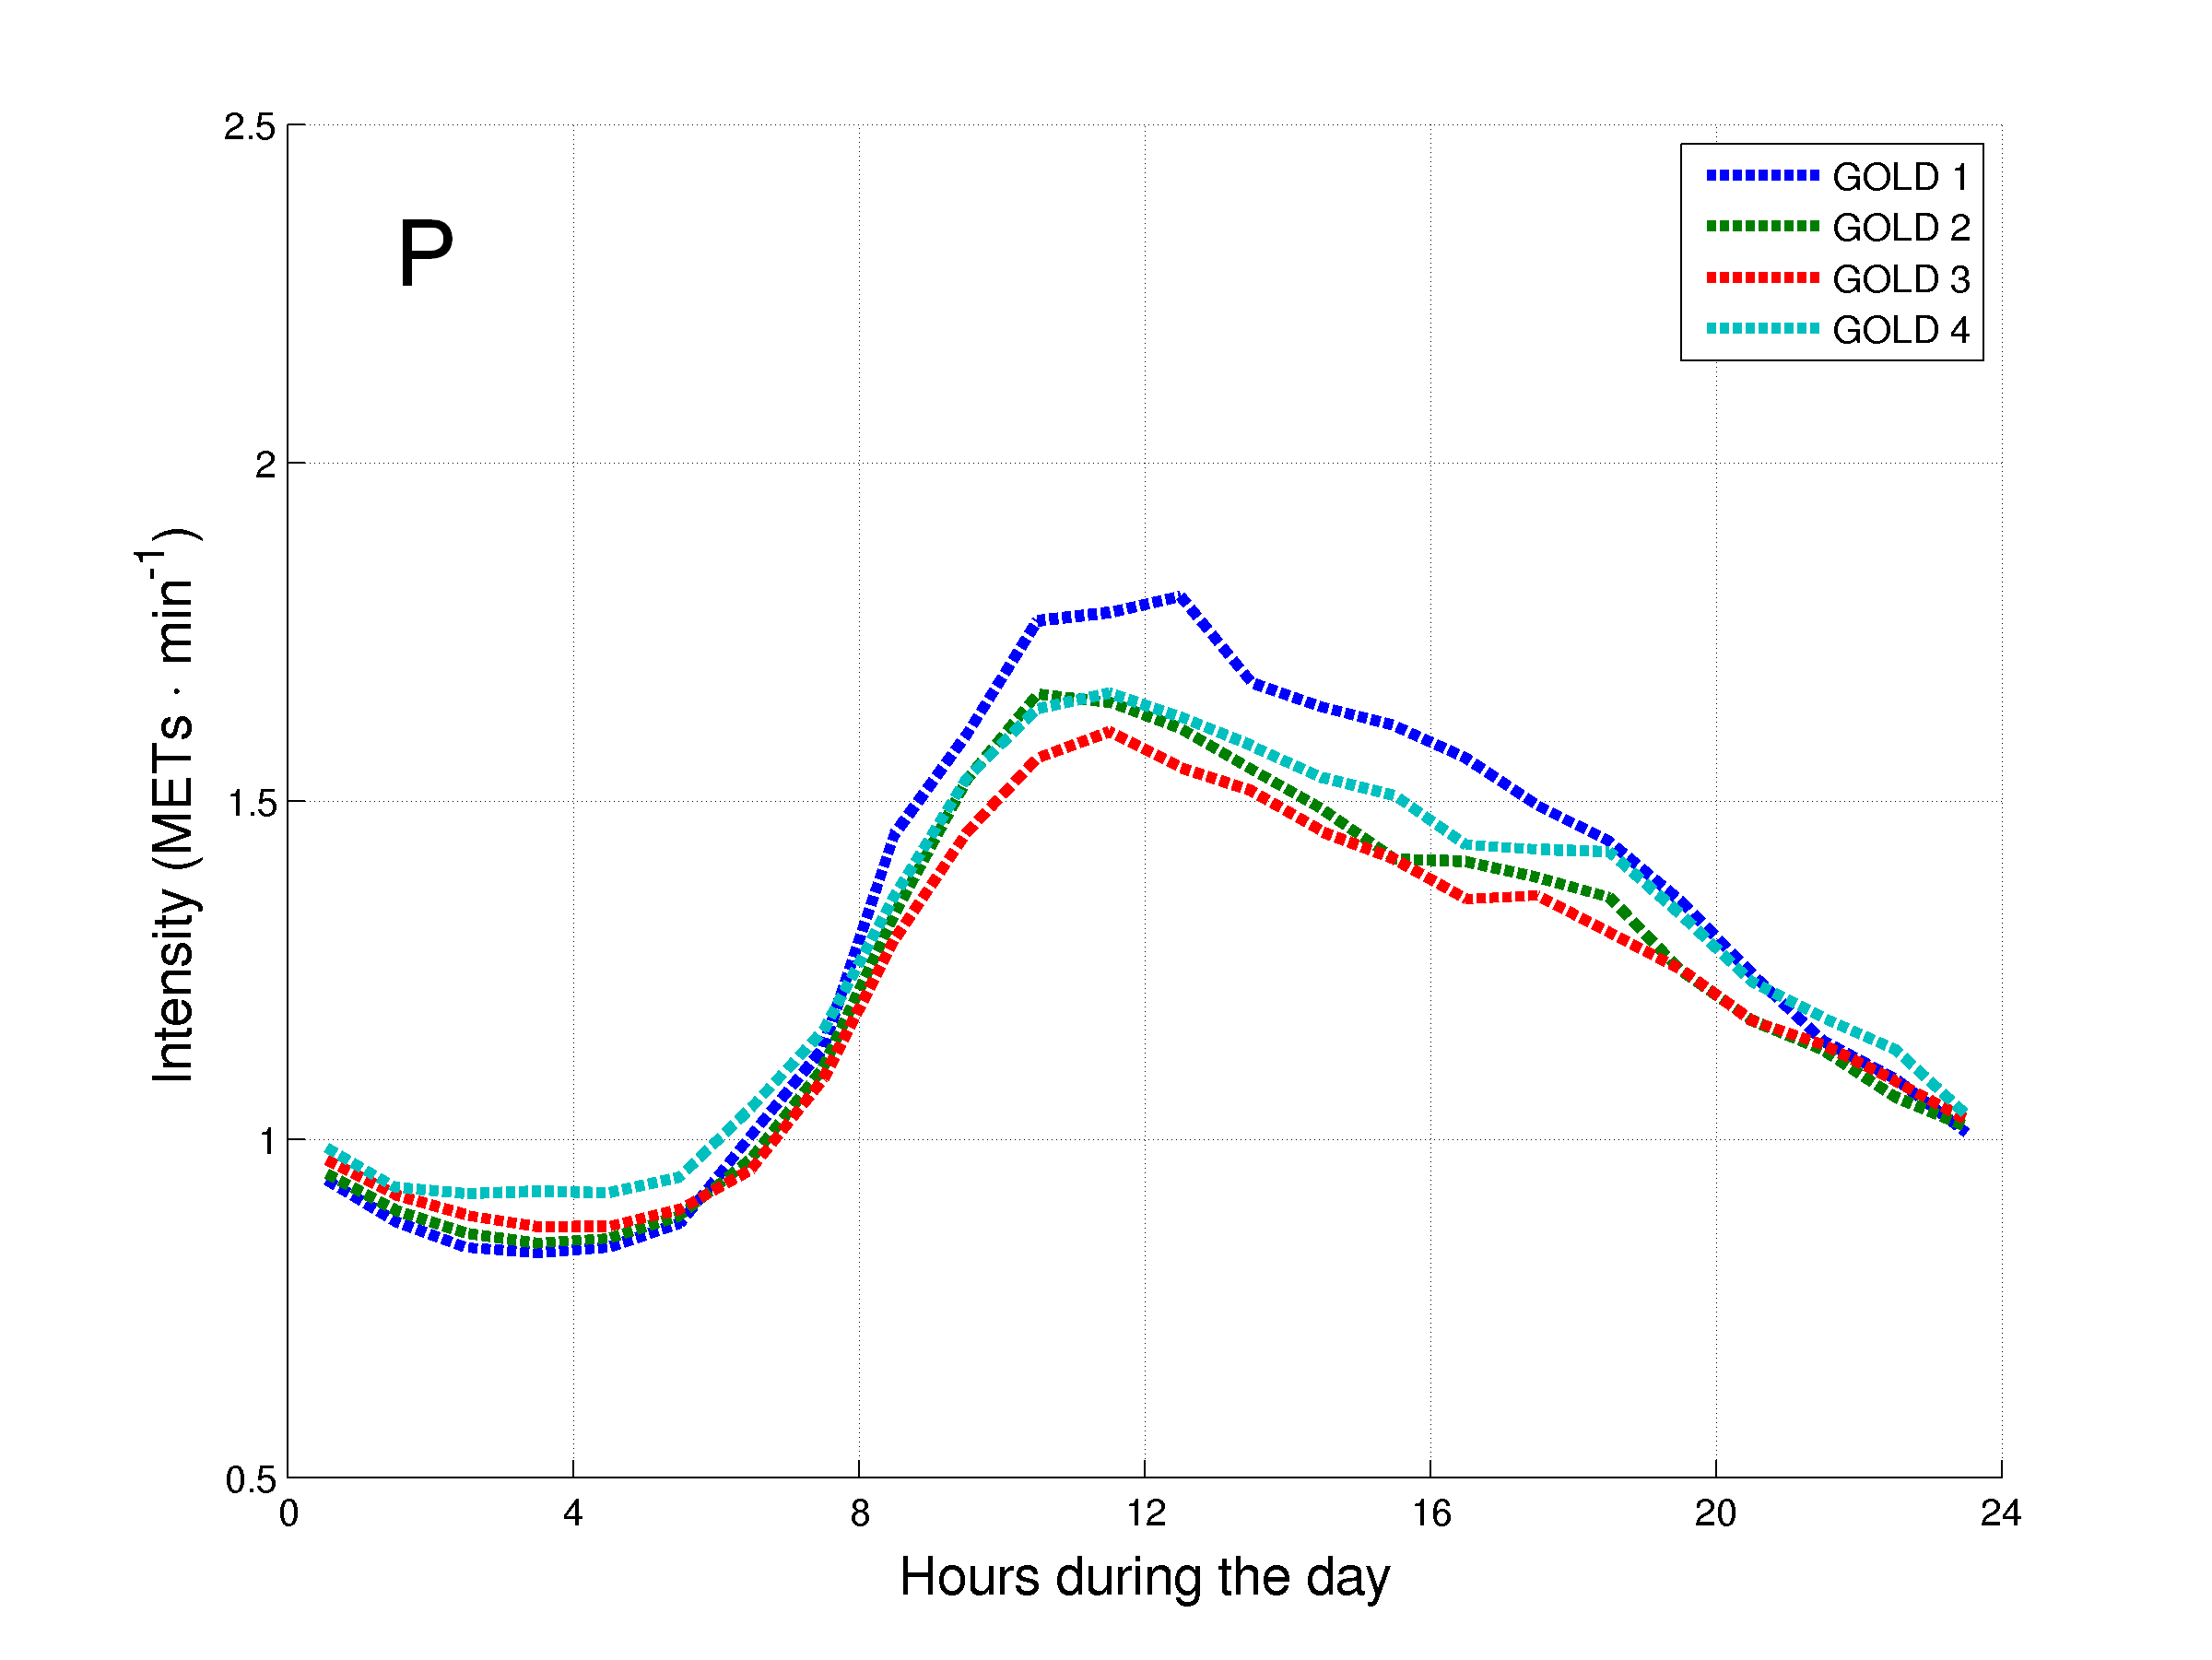 P
GOLD 1
GOLD 2
GOLD 3
GOLD 4
2.5
2
1.5
1
0.5
Intensity (METs · min⁻¹)
0 4 8 12 16 20 24
Hours during the day